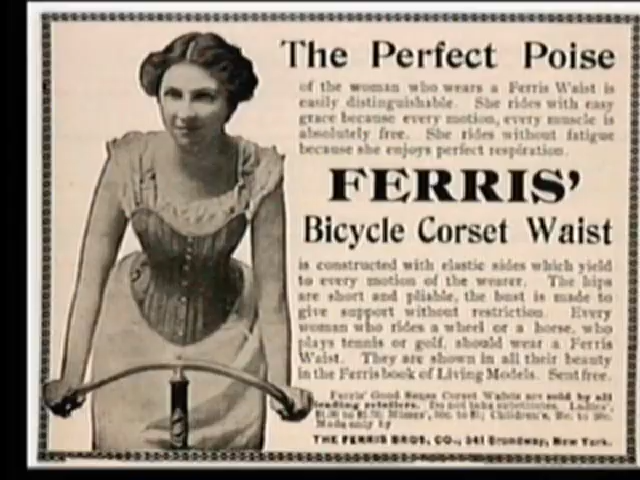 The Perfect Poise
of the woman who wears a Ferris Waist is
easily distinguishable. She rides with easy
grace because every motion, every muscle is
absolutely free. She rides without fatigue
because she enjoys perfect respiration.
FERRIS'
Bicycle Corset Waist
is constructed with elastic sides which yield
to every motion of the wearer. The hips
are short and pliable, the bust is made to
give support without restriction. Every
woman who rides a wheel or a horse, who
plays tennis or golf, should wear a Ferris
Waist. They are shown in all their beauty
in the Ferris book of Living Models. Sent free.
Ferris' Good Sense Corset Waists are sold by all
leading retailers. Do not take substitutes. Ladies',
Made only by
THE FERRIS BROS. CO., 341 Broadway, New York.